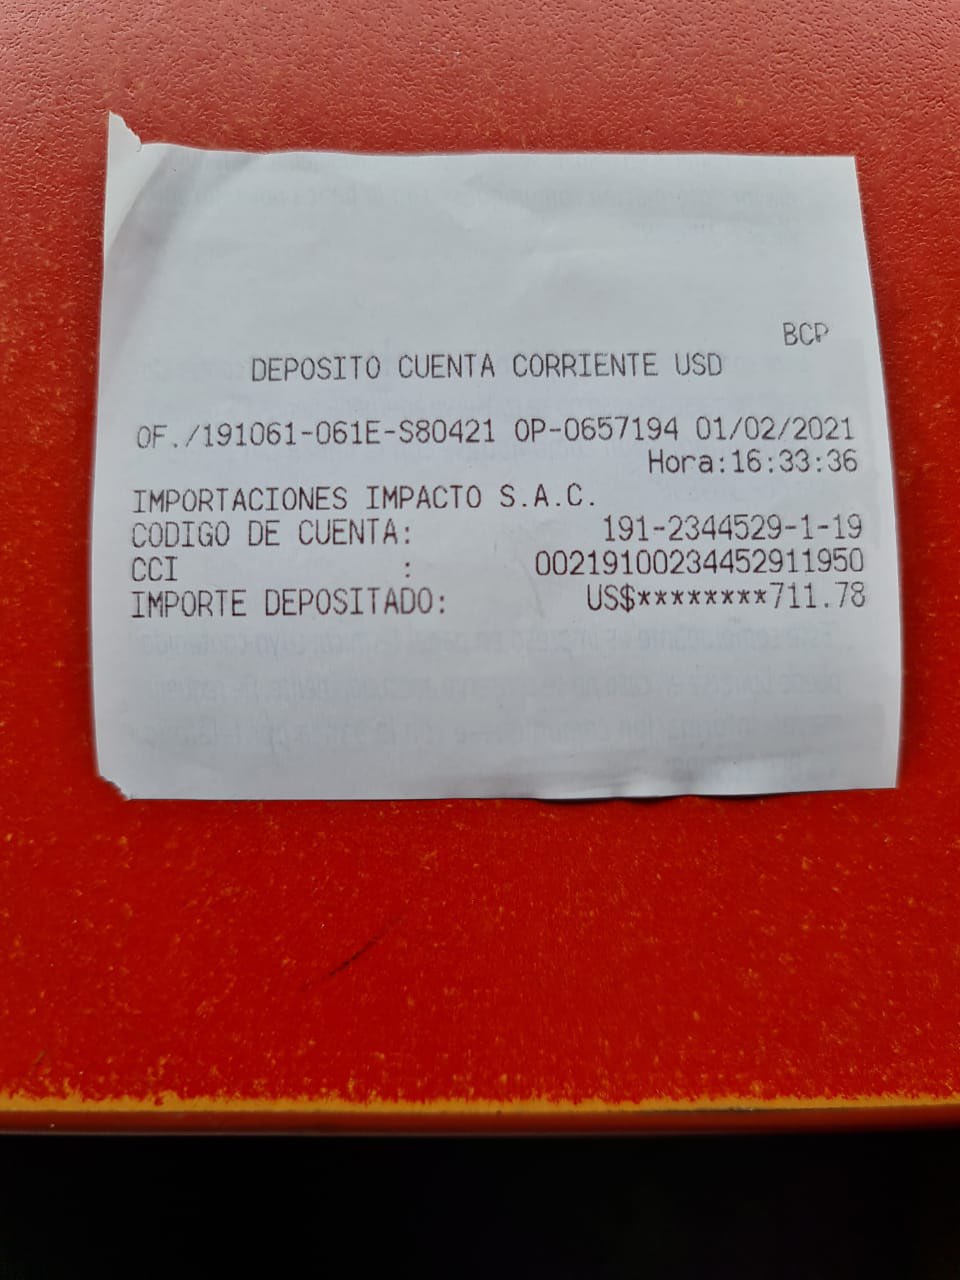 BCP
DEPOSITO CUENTA CORRIENTE USD
OF./191061-061E-S80421 OP-0657194 01/02/2021
Hora:16:33:36
IMPORTACIONES IMPACTO S.A.C.
CODIGO DE CUENTA: 191-2344529-1-19
CCI : 00219100234452911950
IMPORTE DEPOSITADO: US$********711.78